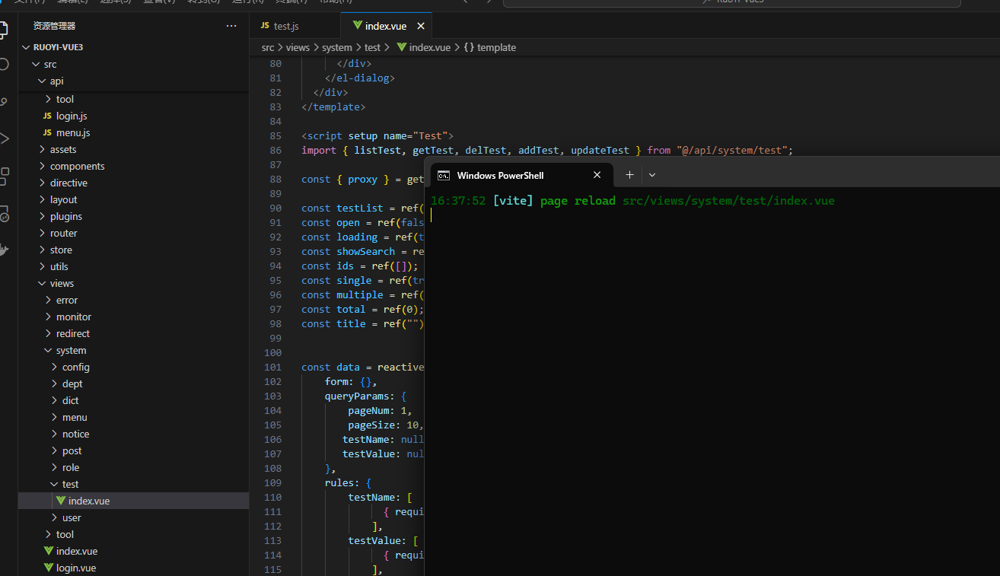 资源管理器
···
RUOYI-VUE3
src
api
tool
JS login.js
JS menu.js
assets
components
directive
layout
plugins
router
store
utils
views
error
monitor
redirect
system
config
dept
dict
menu
notice
post
role
test
index.vue
user
tool
index.vue
login.vue
JS test.js
index.vue ×
src > views > system > test > index.vue > {} template
80 </div>
81 </el-dialog>
82 </div>
83 </template>
84
85 <script setup name="Test">
86 import { listTest, getTest, delTest, addTest, updateTest } from "@/api/system/test";
87
88 const { proxy } = get
89
90 const testList = ref(
91 const open = ref(fals
92 const loading = ref(t
93 const showSearch = re
94 const ids = ref([]);
95 const single = ref(tr
96 const multiple = ref(
97 const total = ref(0);
98 const title = ref("")
99
100
101 const data = reactive
102 form: {},
103 queryParams: {
104 pageNum: 1,
105 pageSize: 10,
106 testName: null
107 testValue: nul
108 },
109 rules: {
110 testName: [
111 { requi
112 ],
113 testValue: [
114 { requi
115 ],
Windows PowerShell
16:37:52 [vite] page reload src/views/system/test/index.vue